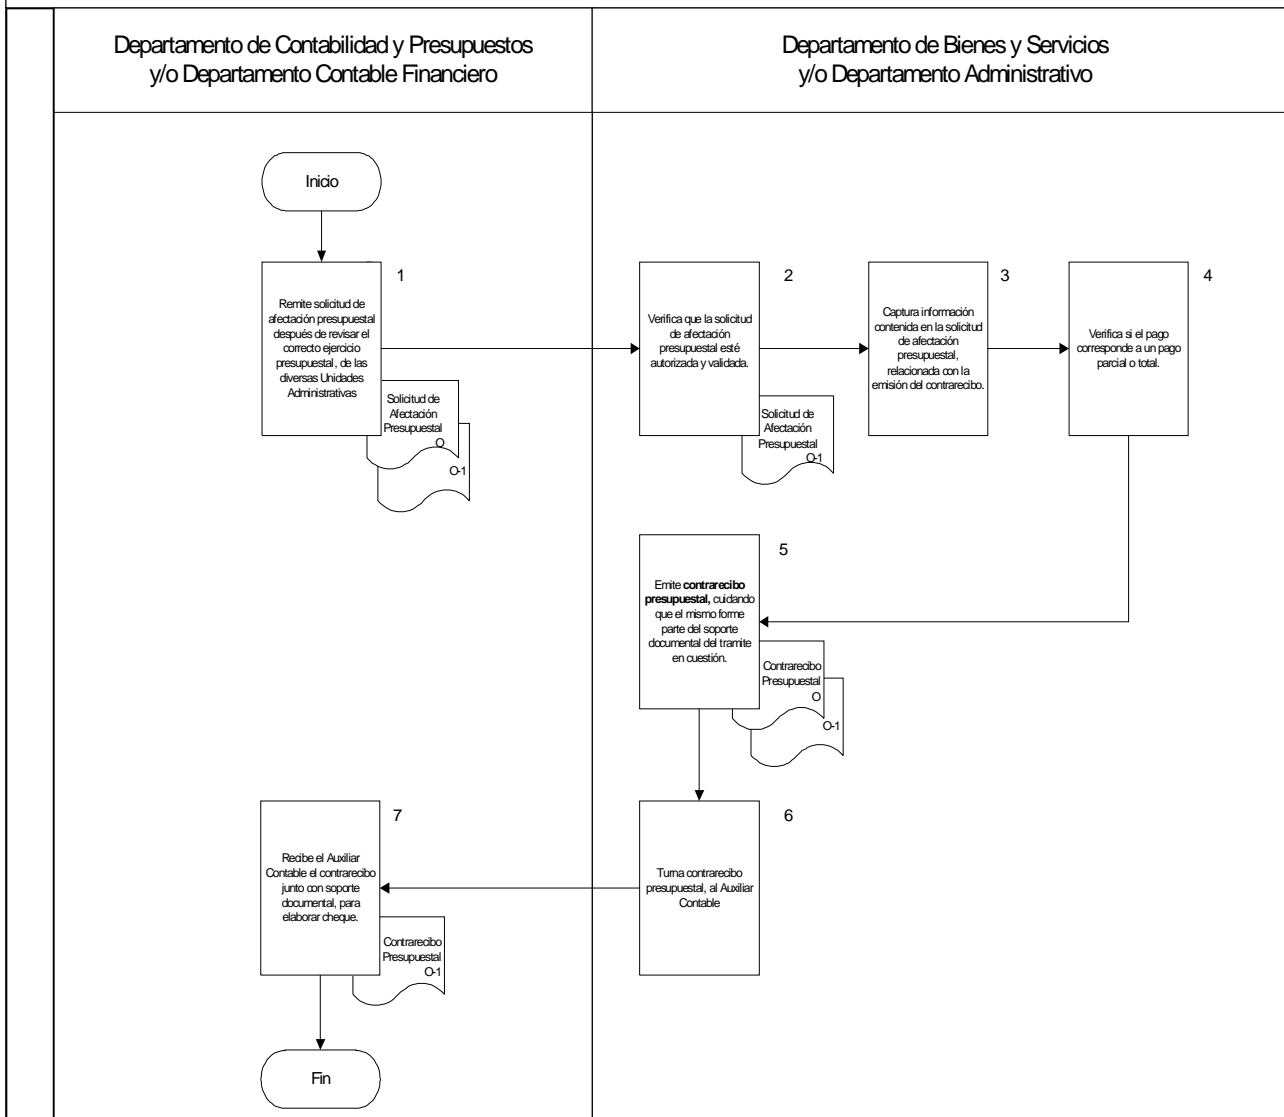 Departamento de Contabilidad y Presupuestos
y/o Departamento Contable Financiero
Departamento de Bienes y Servicios
y/o Departamento Administrativo
Inicio
1
Remite solicitud de
afectación presupuestal
después de revisar el
correcto ejercicio
presupuestal, de las
diversas Unidades
Administrativas
Solicitud de
Afectación
Presupuestal
O
O-1
2
Verifica que la solicitud
de afectación
presupuestal esté
autorizada y validada.
Solicitud de
Afectación
Presupuestal
O-1
3
Captura información
contenida en la solicitud
de afectación
presupuestal,
relacionada con la
emisión del contrarecibo.
4
Verifica si el pago
corresponde a un pago
parcial o total.
5
Emite contrarecibo
presupuestal, cuidando
que el mismo forme
parte del soporte
documental del tramite
en cuestión.
Contrarecibo
Presupuestal
O
O-1
6
Turna contrarecibo
presupuestal, al Auxiliar
Contable
7
Recibe el Auxiliar
Contable el contrarecibo
junto con soporte
documental, para
elaborar cheque.
Contrarecibo
Presupuestal
O-1
Fin